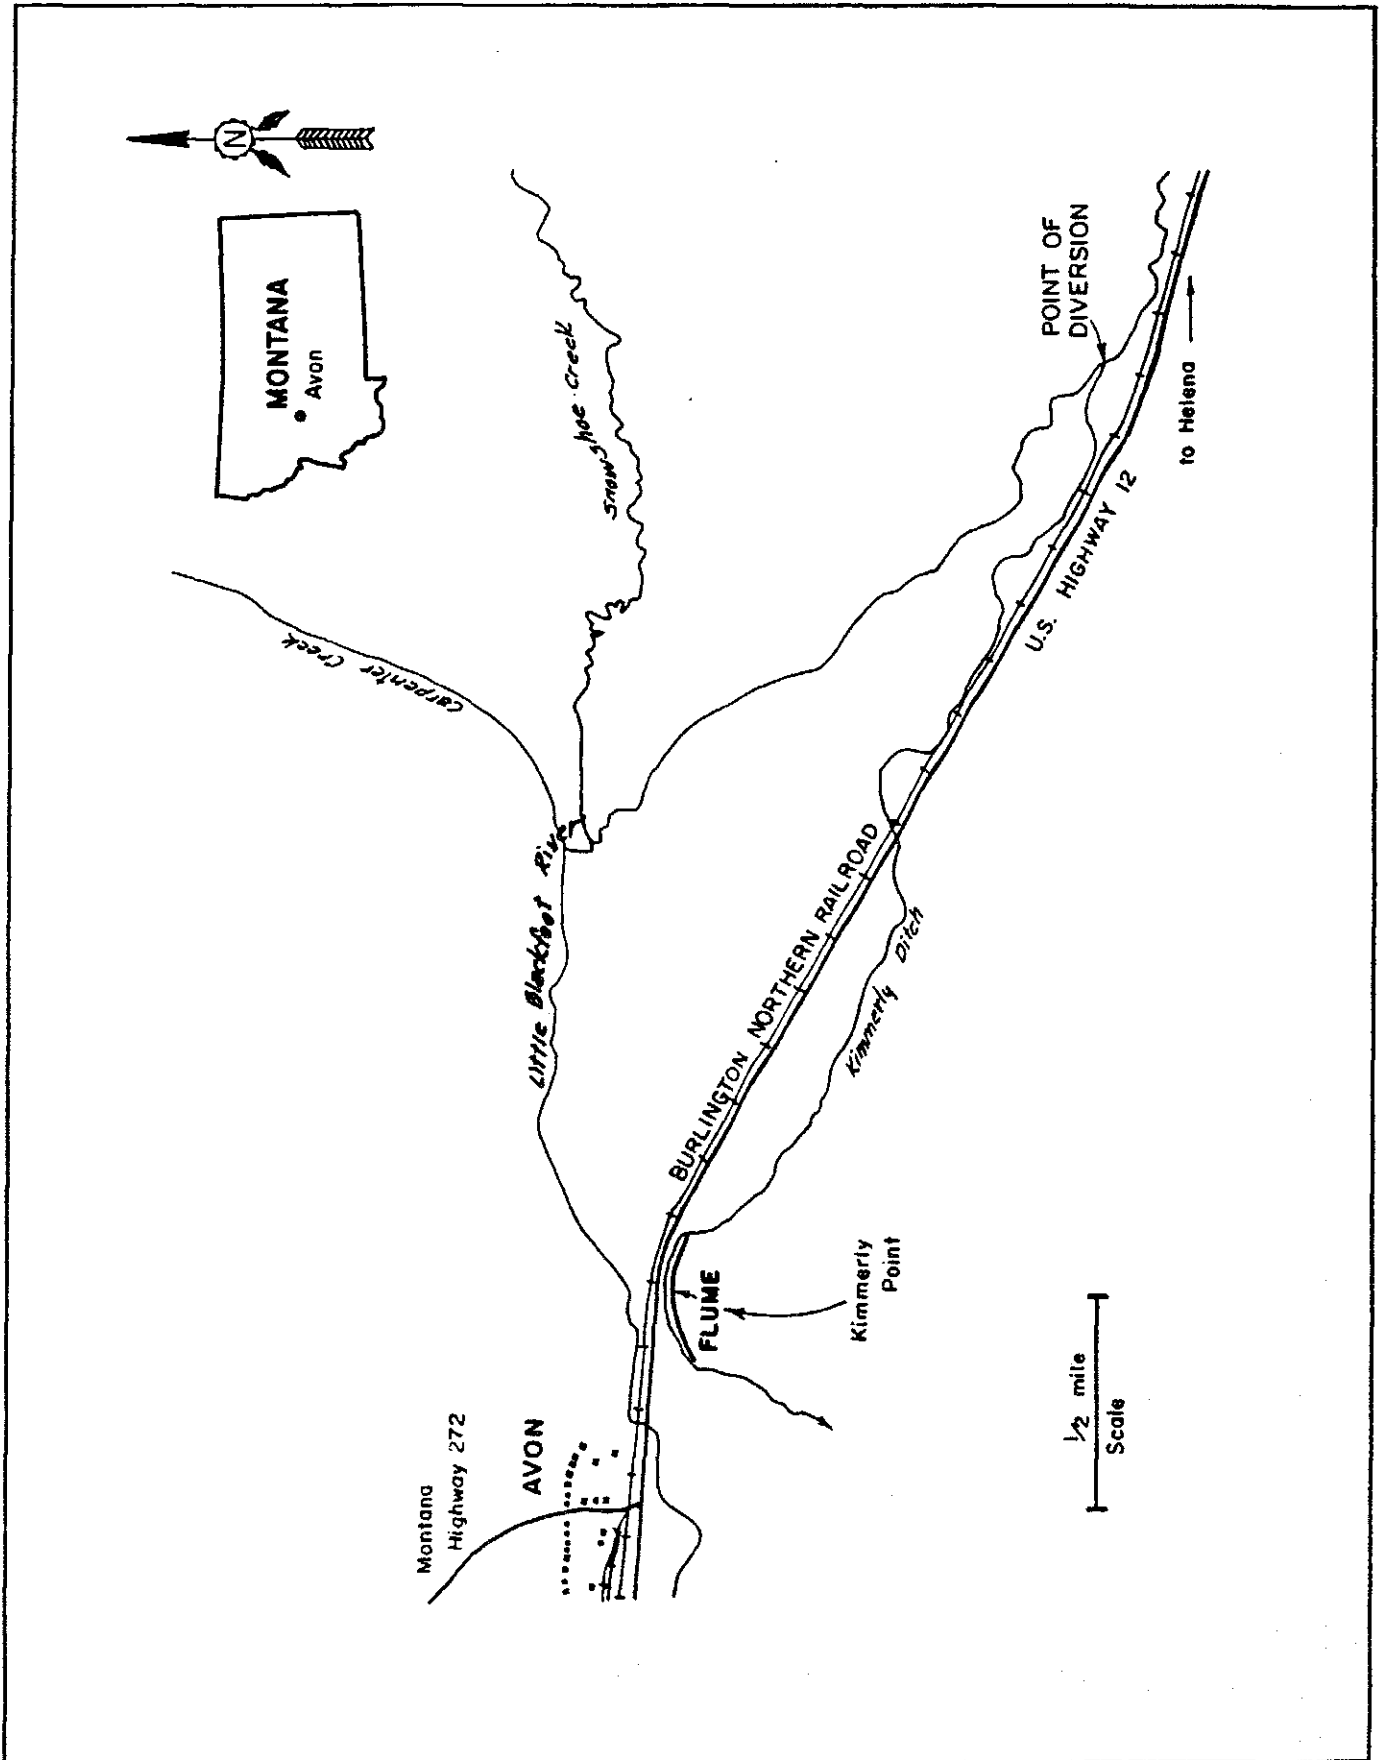 N
MONTANA
Avon
Carpenter Creek
Snowshoe Creek
Little Blackfoot River
Montana
Highway 272
AVON
BURLINGTON NORTHERN RAILROAD
POINT OF
DIVERSION
FLUME
Kimmerly
Point
Kimmerly Ditch
U.S. HIGHWAY 12
to Helena
1/2 mile
Scale